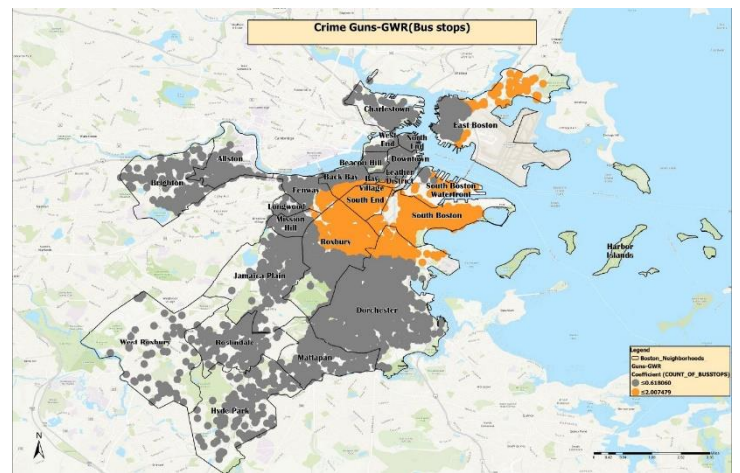 Crime Guns-GWR(Bus stops)
Charlestown
East Boston
West End
North End
Allston
Beacon Hill
Downtown
Brighton
Back Bay
Bay
Leather District
Village
South Boston Waterfront
Fenway
South End
Longwood
South Boston
Mission Hill
Roxbury
Harbor Islands
Jamaica Plain
Dorchester
West Roxbury
Roslindale
Mattapan
Hyde Park
Legend
Boston_Neighborhoods
Guns-GWR
Coefficient (COUNT_OF_BUSSTOPS)
≤0.618060
≤2.007479
N